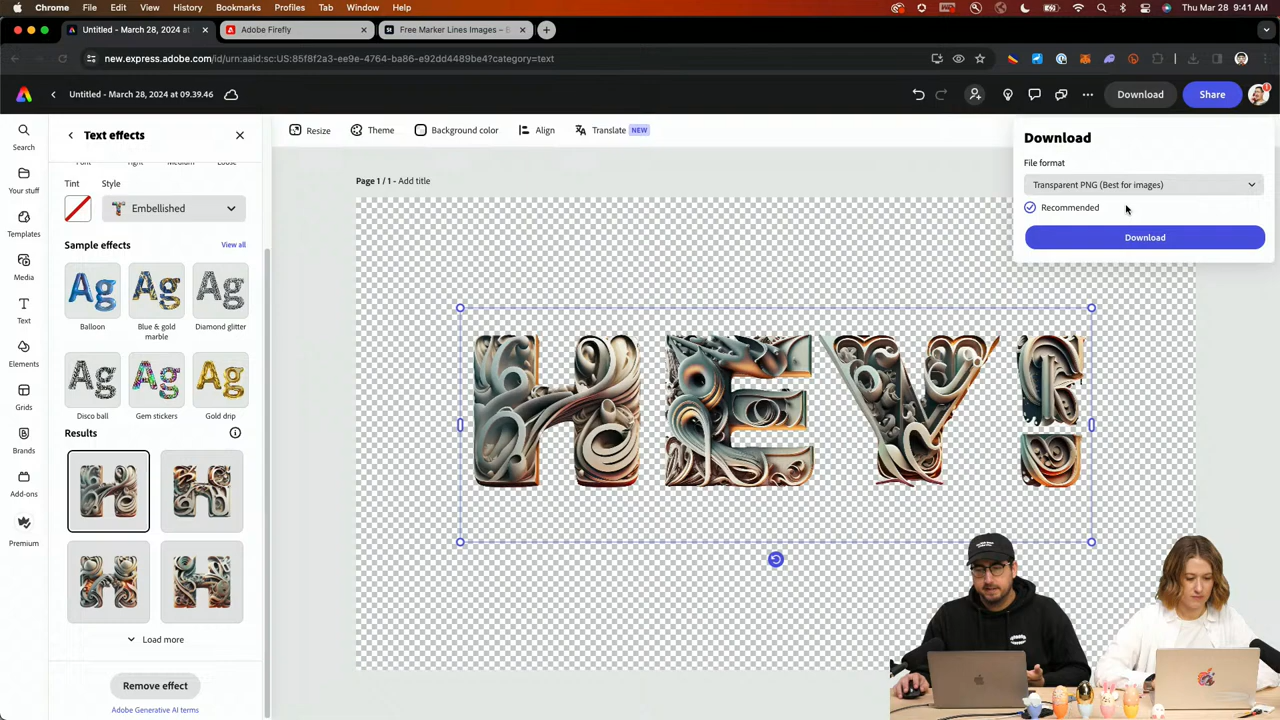 Chrome File Edit View History Bookmarks Profiles Tab Window Help
Thu Mar 28 9:41 AM
Untitled - March 28, 2024 at
Adobe Firefly
Free Marker Lines Images –
new.express.adobe.com/id/urn:aaid:sc:US:85f8f2a3-ee9e-4764-ba86-e92dd4489be4?category=text
Untitled - March 28, 2024 at 09.39.46
Download
Share
Search
Your stuff
Templates
Media
Text
Elements
Grids
Brands
Add-ons
Premium
Text effects
Tint
Style
Embellished
Sample effects
View all
Ag Ag Ag
Balloon
Blue & gold marble
Diamond glitter
Ag Ag Ag
Disco ball
Gem stickers
Gold drip
Results
H H
H H
Load more
Remove effect
Adobe Generative AI terms
Resize
Theme
Background color
Align
Translate NEW
Page 1 / 1 - Add title
HEY!
Download
File format
Transparent PNG (Best for images)
Recommended
Download